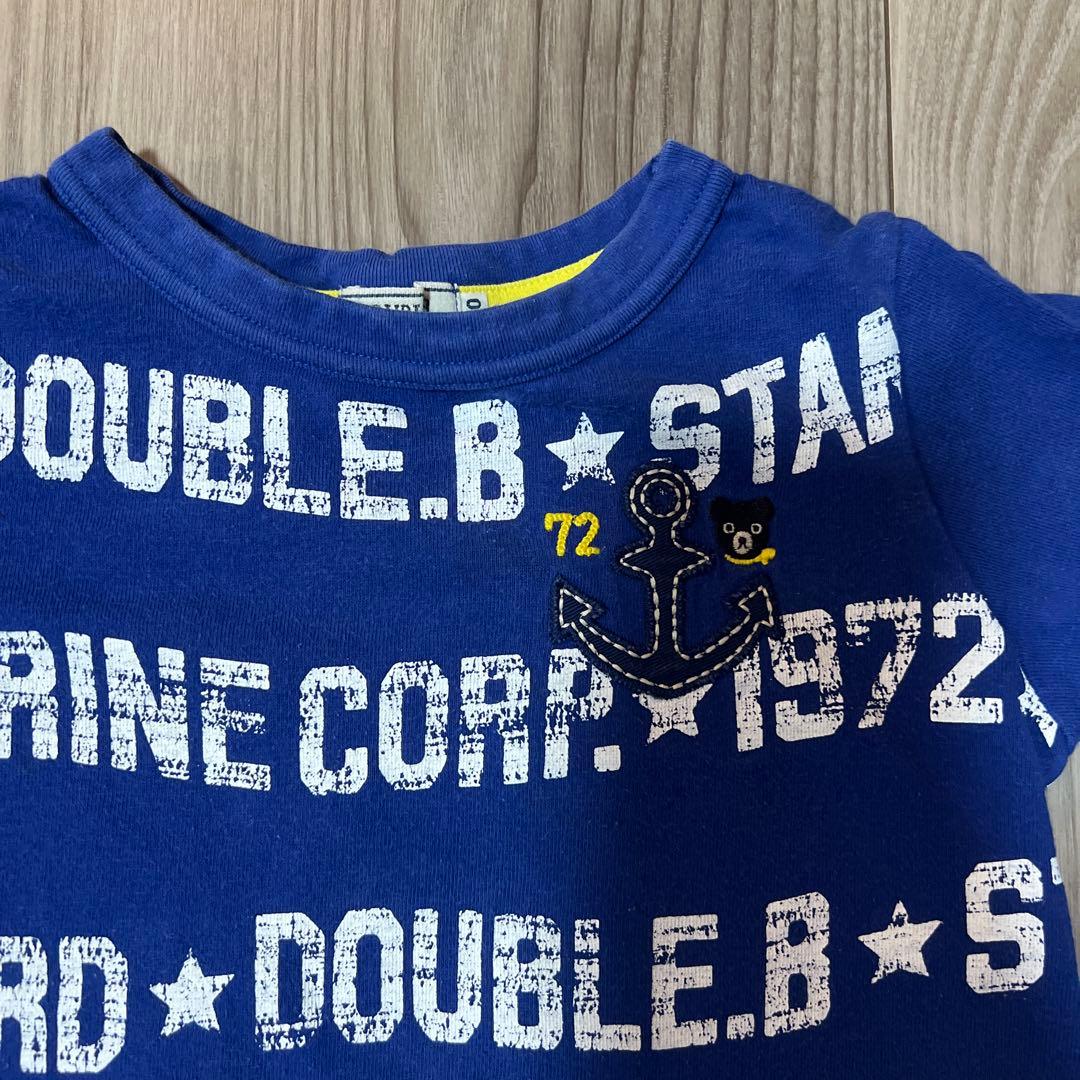 DOUBLE.B★STAR
72
RINE CORP.★1972
RD★DOUBLE.B★S